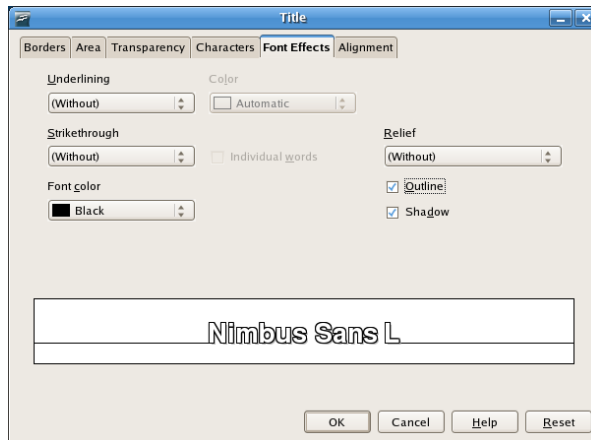 Title
Borders Area Transparency Characters Font Effects Alignment
Underlining Color
(Without) Automatic
Strikethrough Relief
(Without) Individual words (Without)
Font color Outline
Black Shadow
Nimbus Sans L
OK Cancel Help Reset